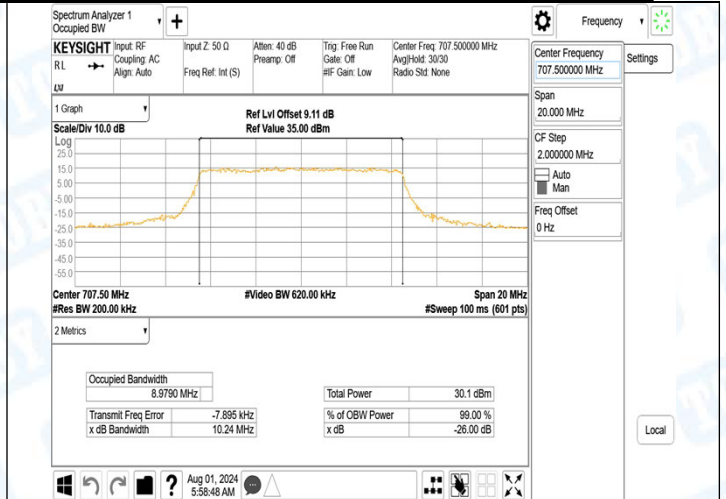 Spectrum Analyzer 1
Occupied BW
Frequency
KEYSIGHT
RL
Input: RF
Coupling: AC
Align: Auto
Input Z: 50 Ω
Freq Ref: Int (S)
Atten: 40 dB
Preamp: Off
Trig: Free Run
Gate: Off
#IF Gain: Low
Center Freq: 707.500000 MHz
Avg|Hold: 30/30
Radio Std: None
Center Frequency
707.500000 MHz
Settings
Span
20.000 MHz
CF Step
2.000000 MHz
Auto
Man
Freq Offset
0 Hz
1 Graph
Scale/Div 10.0 dB
Ref Lvl Offset 9.11 dB
Ref Value 35.00 dBm
Log
25.0
15.0
5.00
-5.00
-15.0
-25.0
-35.0
-45.0
-55.0
Center 707.50 MHz
#Video BW 620.00 kHz
Span 20 MHz
#Res BW 200.00 kHz
#Sweep 100 ms (601 pts)
2 Metrics
Occupied Bandwidth
8.9790 MHz
Total Power 30.1 dBm
Transmit Freq Error -7.895 kHz
% of OBW Power 99.00 %
x dB Bandwidth 10.24 MHz
x dB -26.00 dB
Local
?
Aug 01, 2024
5:58:48 AM